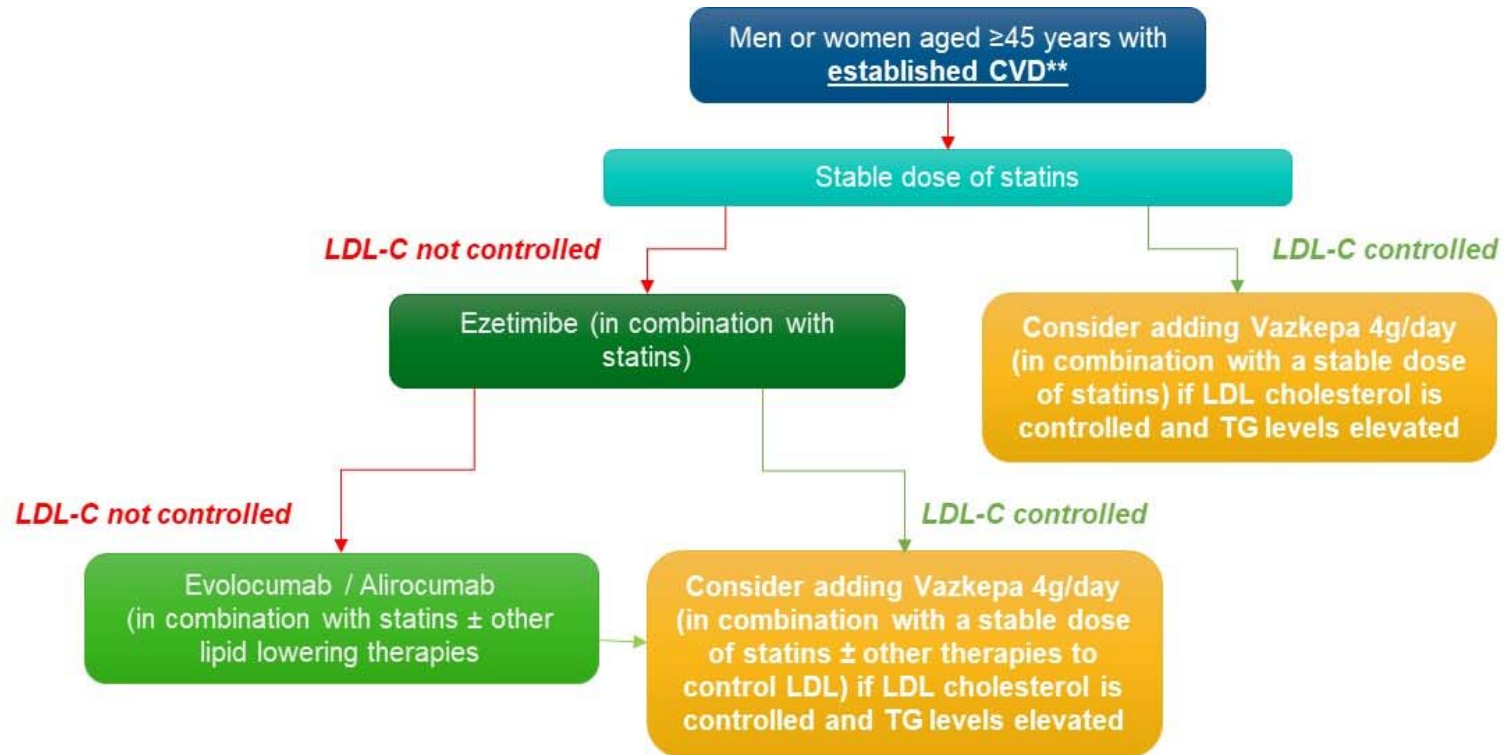 Men or women aged ≥45 years with
established CVD**
Stable dose of statins
LDL-C not controlled
LDL-C controlled
Ezetimibe (in combination with
statins)
Consider adding Vazkepa 4g/day
(in combination with a stable dose
of statins) if LDL cholesterol is
controlled and TG levels elevated
LDL-C not controlled
LDL-C controlled
Evolocumab / Alirocumab
(in combination with statins ± other
lipid lowering therapies
Consider adding Vazkepa 4g/day
(in combination with a stable dose
of statins ± other therapies to
control LDL) if LDL cholesterol is
controlled and TG levels elevated